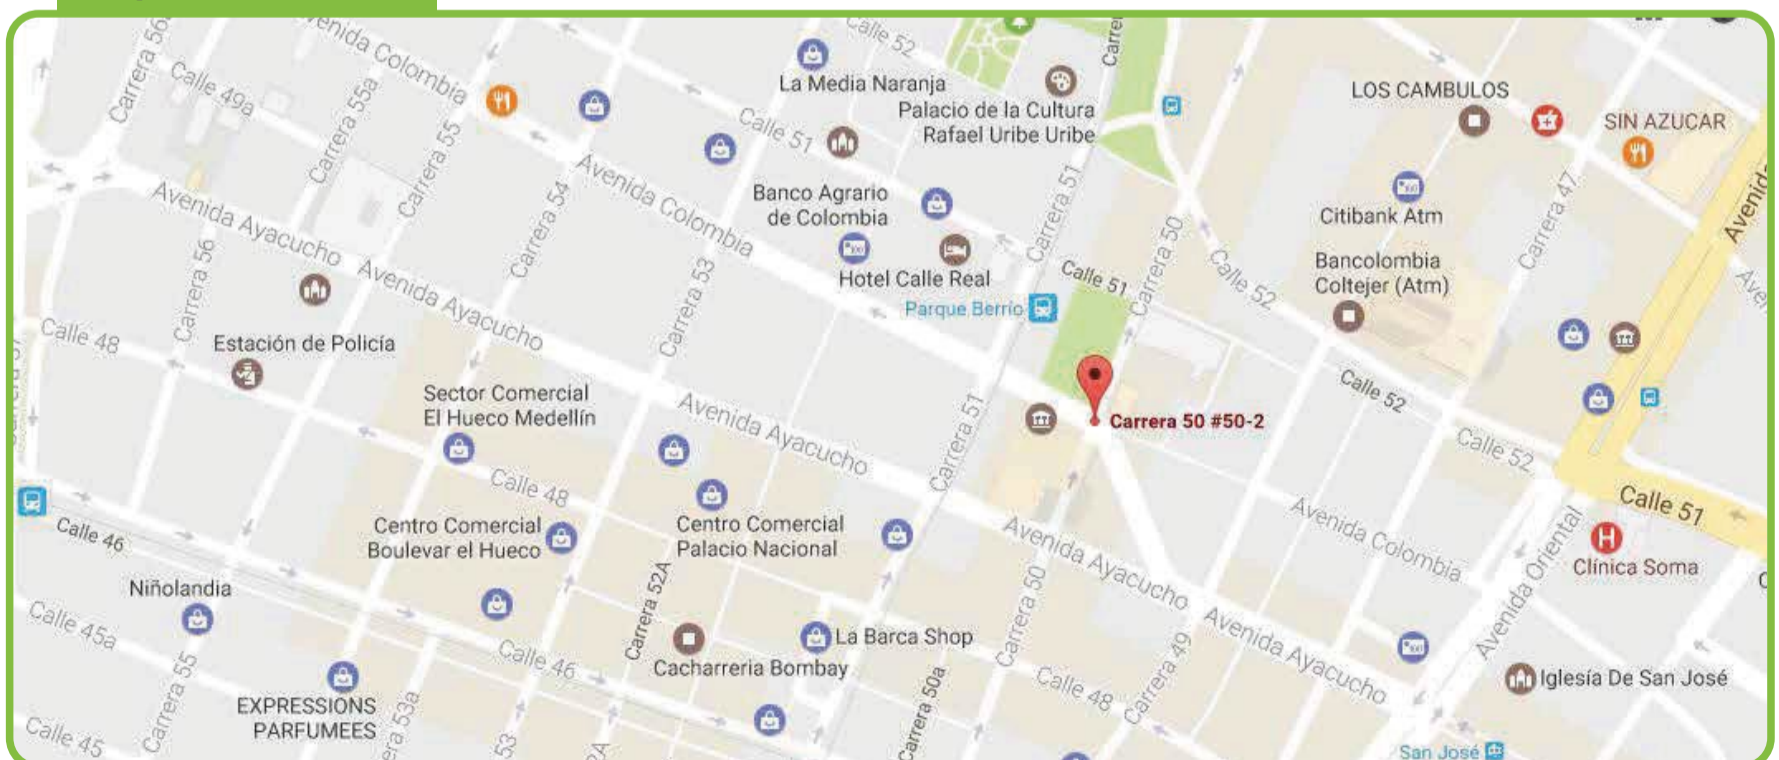 Carrera 56a
Calle 49a
Carrera 55a
Avenida Colombia
Carrera 55
Calle 52
La Media Naranja
Palacio de la Cultura
Rafael Uribe Uribe
Calle 51
LOS CAMBULOS
SIN AZUCAR
Avenida Ayacucho
Carrera 56
Carrera 54
Avenida Colombia
Banco Agrario
de Colombia
Hotel Calle Real
Carrera 51
Carrera 50
Citibank Atm
Carrera 47
Bancolombia
Coltejer (Atm)
Calle 52
Calle 51
Parque Berrío
Avenida Ayacucho
Carrera 53
Calle 48
Estación de Policía
Sector Comercial
El Hueco Medellín
Avenida Ayacucho
Carrera 51
Carrera 50 #50-2
Calle 52
Calle 52
Calle 48
Centro Comercial
Boulevar el Hueco
Centro Comercial
Palacio Nacional
Calle 46
Avenida Ayacucho
Avenida Colombia
Avenida Oriental
Calle 51
Clínica Soma
Niñolandia
Calle 45a
Carrera 52A
Carrera 50
Avenida Ayacucho
La Barca Shop
Cacharreria Bombay
Calle 46
Carrera 55
EXPRESSIONS
PARFUMEES
Calle 45
Carrera 50a
Calle 48
Carrera 49
Iglesía De San José
San José